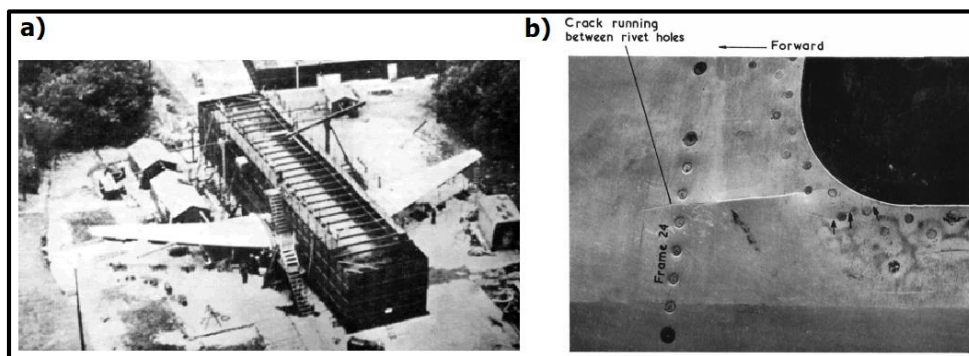 a)
b)
Crack running
between rivet holes
Forward
Frame 24